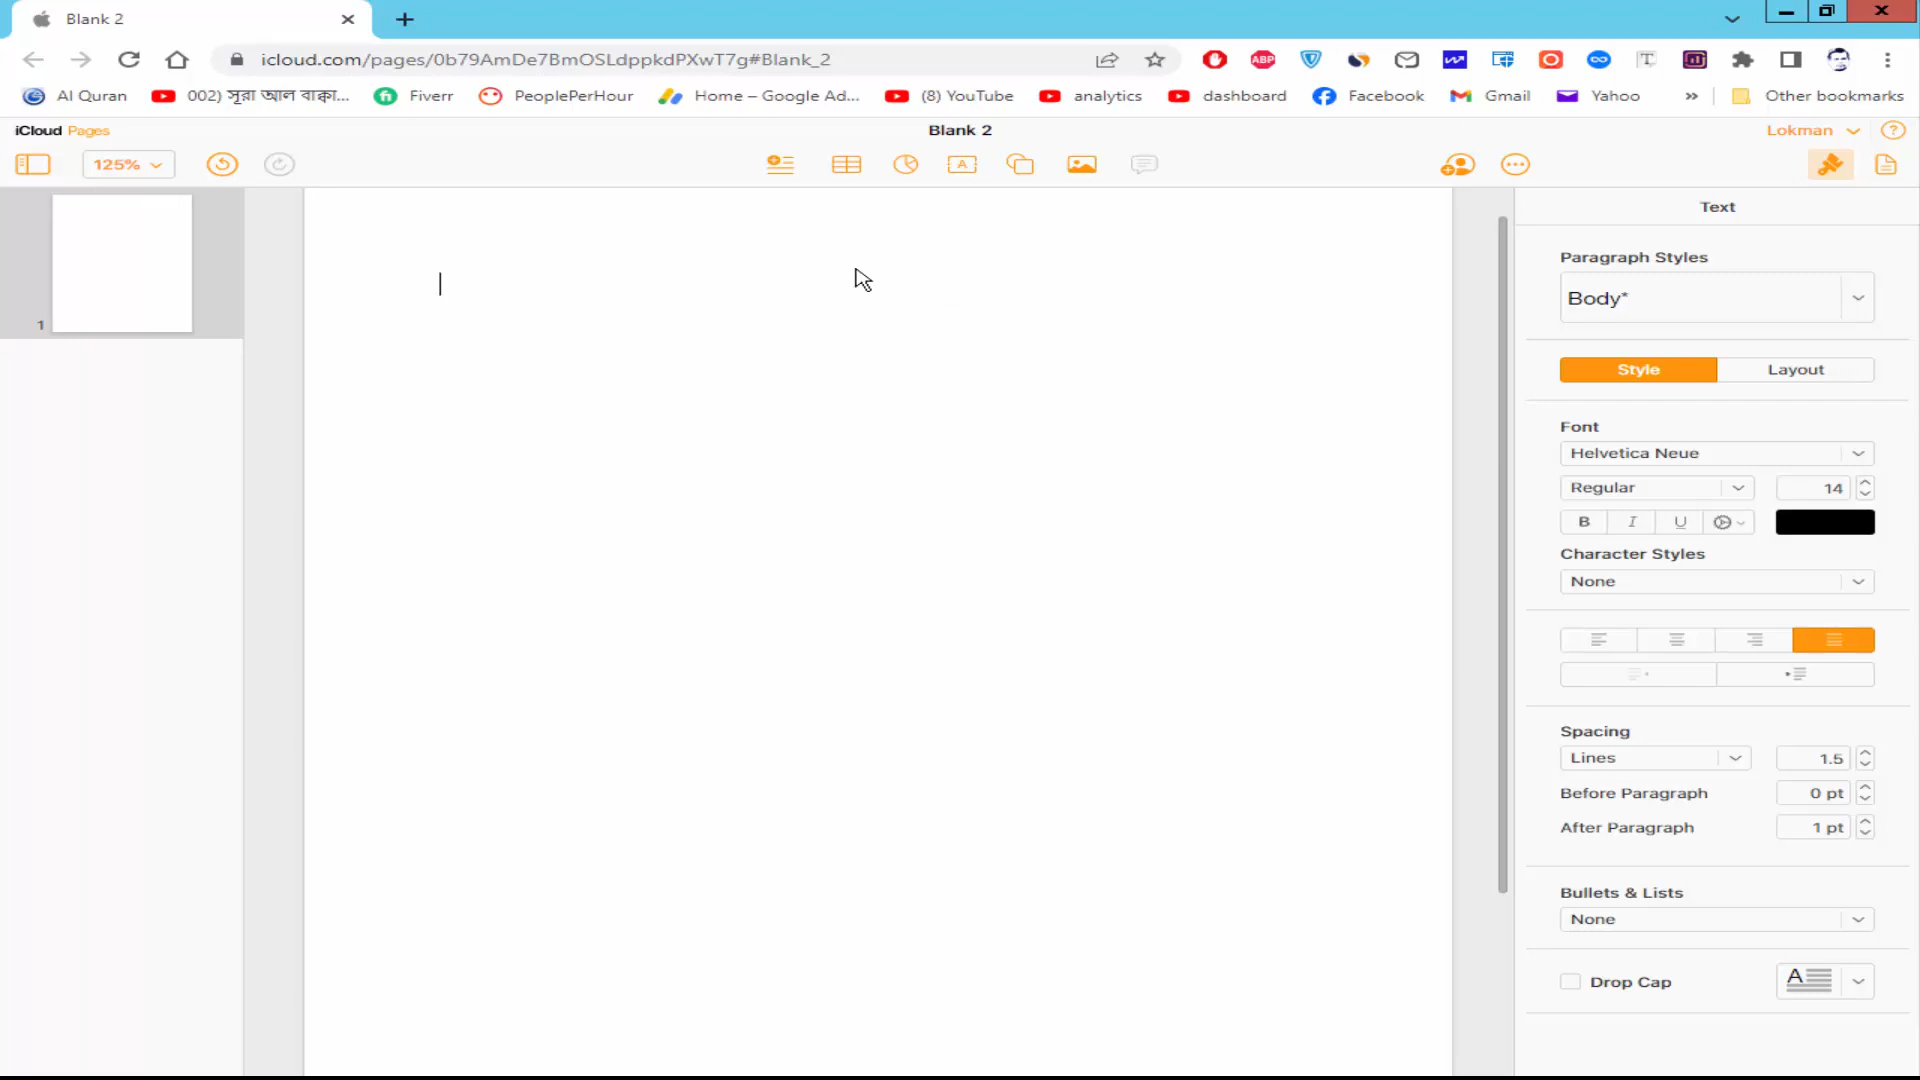 Blank 2
icloud.com/pages/0b79AmDe7BmOSLdppkdPXwT7g#Blank_2
ABP
Al Quran
002) সূরা আল বাক্বা...
Fiverr
PeoplePerHour
Home – Google Ad...
(8) YouTube
analytics
dashboard
Facebook
Gmail
Yahoo
»
Other bookmarks
iCloud Pages
Blank 2
Lokman
125%
1
Text
Paragraph Styles
Body*
Style
Layout
Font
Helvetica Neue
Regular
14
B I U
Character Styles
None
Spacing
Lines
1.5
Before Paragraph
0 pt
After Paragraph
1 pt
Bullets & Lists
None
Drop Cap
A